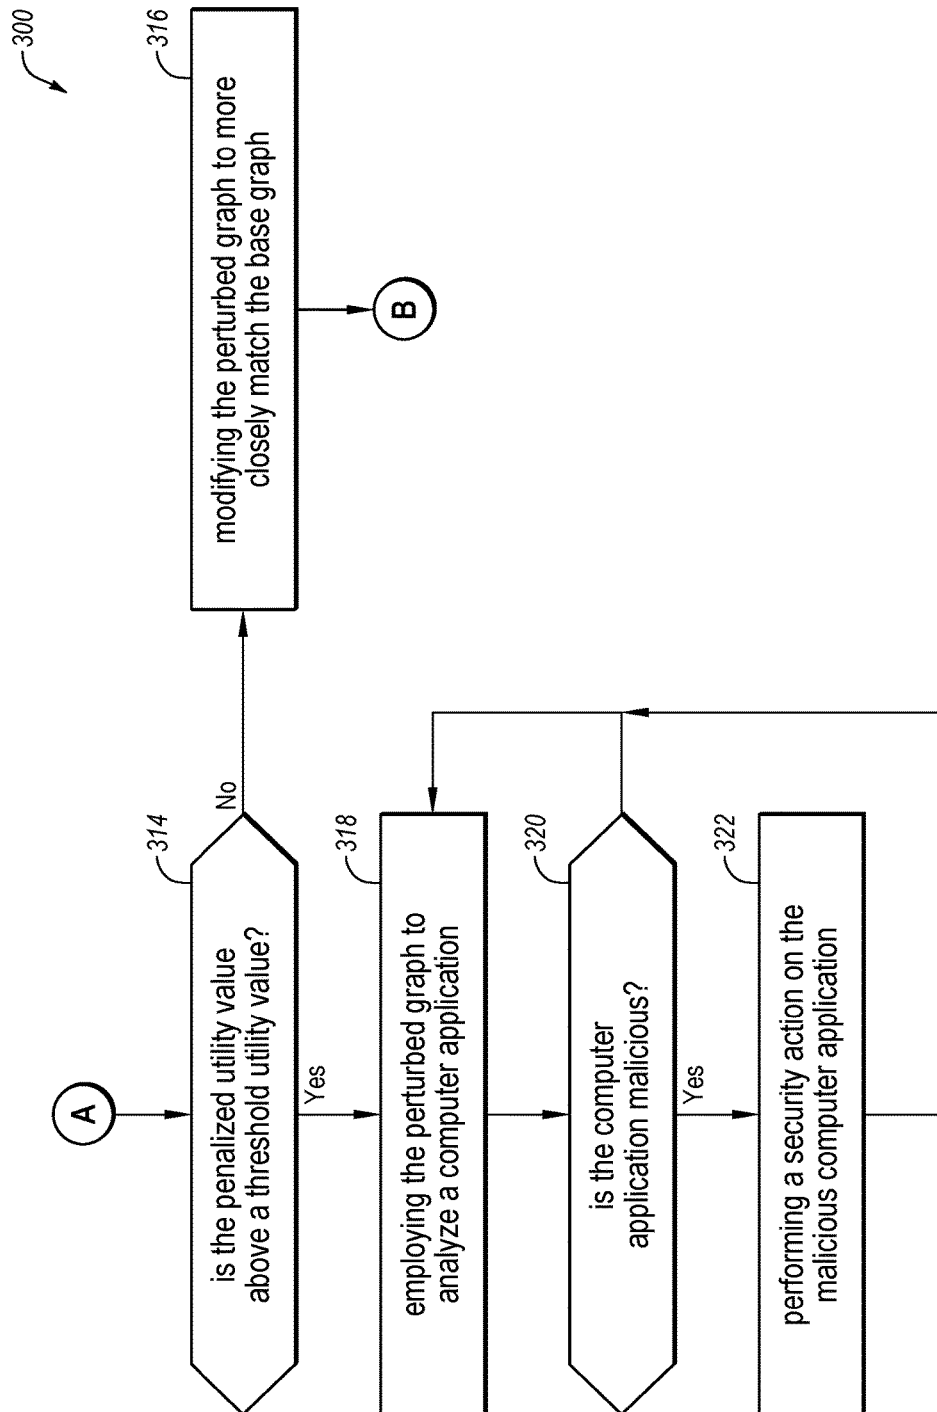 300
A
314
is the penalized utility value
above a threshold utility value?
No
316
modifying the perturbed graph to more
closely match the base graph
B
Yes
318
employing the perturbed graph to
analyze a computer application
320
is the computer
application malicious?
Yes
322
performing a security action on the
malicious computer application